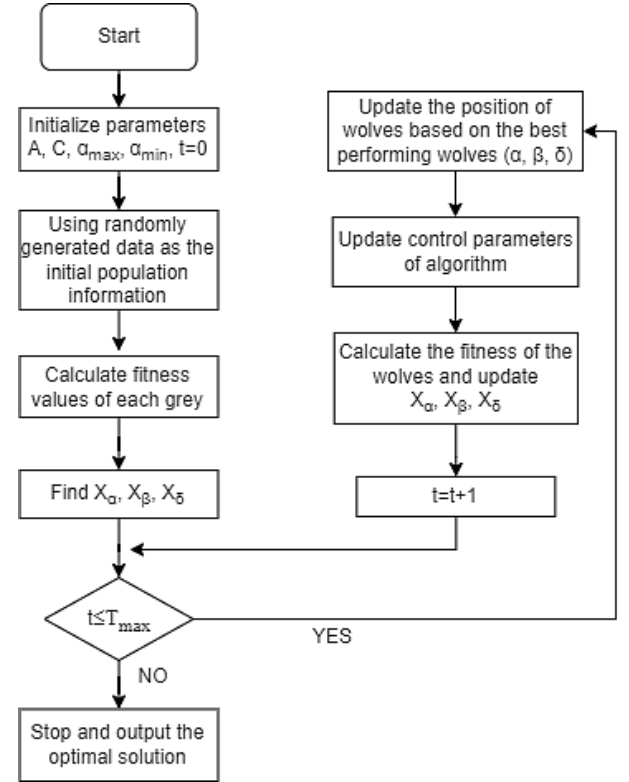 Start
Initialize parameters
A, C, α_max, α_min, t=0
Using randomly
generated data as the
initial population
information
Calculate fitness
values of each grey
Find X_α, X_β, X_δ
t≤T_max
NO
Stop and output the
optimal solution
YES
Update the position of
wolves based on the best
performing wolves (α, β, δ)
Update control parameters
of algorithm
Calculate the fitness of the
wolves and update
X_α, X_β, X_δ
t=t+1